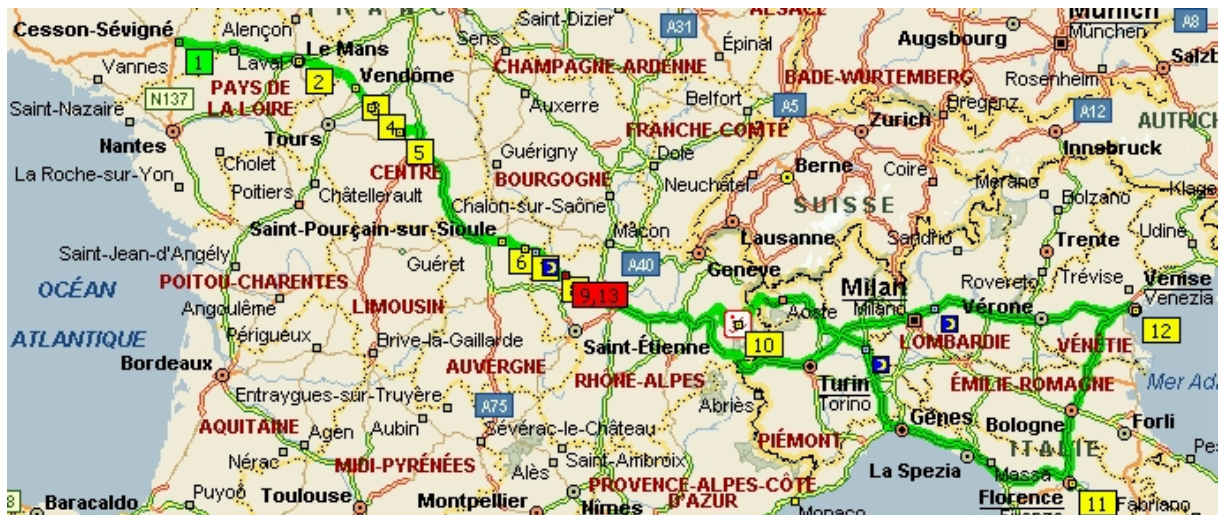 Cesson-Sévigné
Alençon
Saint-Dizier
A31
ALSACE
Munich
A8
München
Augsbourg
Sens
Épinal
Salzb
Laval
Le Mans
1
2
Vannes
Vendôme
CHAMPAGNE-ARDENNE
BADE-WURTEMBERG
Rosenheim
N137
PAYS DE
LA LOIRE
Auxerre
Belfort
A5
Bregenz
A12
Saint-Nazaire
4
Tours
FRANCHE-COMTÉ
Zurich
AUTRICH
Nantes
5
Guérigny
Dole
Innsbruck
Cholet
CENTRE
BOURGOGNE
Berne
Coire
La Roche-sur-Yon
Poitiers
Châtellerault
Neuchâtel
Merano
Bolzano
Klage
Chalon-sur-Saône
SUISSE
Saint-Pourçain-sur-Sioule
Mâcon
Lausanne
Sandrio
Trente
Udine
Saint-Jean-d'Angély
Guéret
6
A40
Genève
Rovereto
Trévise
Venise
POITOU-CHARENTES
OCÉAN
9,13
Milan
Venezia
LIMOUSIN
Aoste
Milano
Vérone
Angoulême
12
ATLANTIQUE
Périgueux
Brive-la-Gaillarde
Saint-Étienne
10
LOMBARDIE
VÉNÉTIE
Bordeaux
AUVERGNE
RHÔNE-ALPES
Turin
ÉMILIE-ROMAGNE
Mer Ad
Entraygues-sur-Truyère
A75
Abriès
Torino
Gênes
Bologne
Forli
AQUITAINE
Agen
Aubin
Sévérac-le-Château
PIÉMONT
ITALIE
Nérac
MIDI-PYRÉNÉES
Alès
Saint-Ambroix
La Spezia
Massa
Baracaldo
Puyoô
Toulouse
Montpellier
Nimes
PROVENCE-ALPES-CÔTE
D'AZUR
Monaco
Florence
11
Fabriano